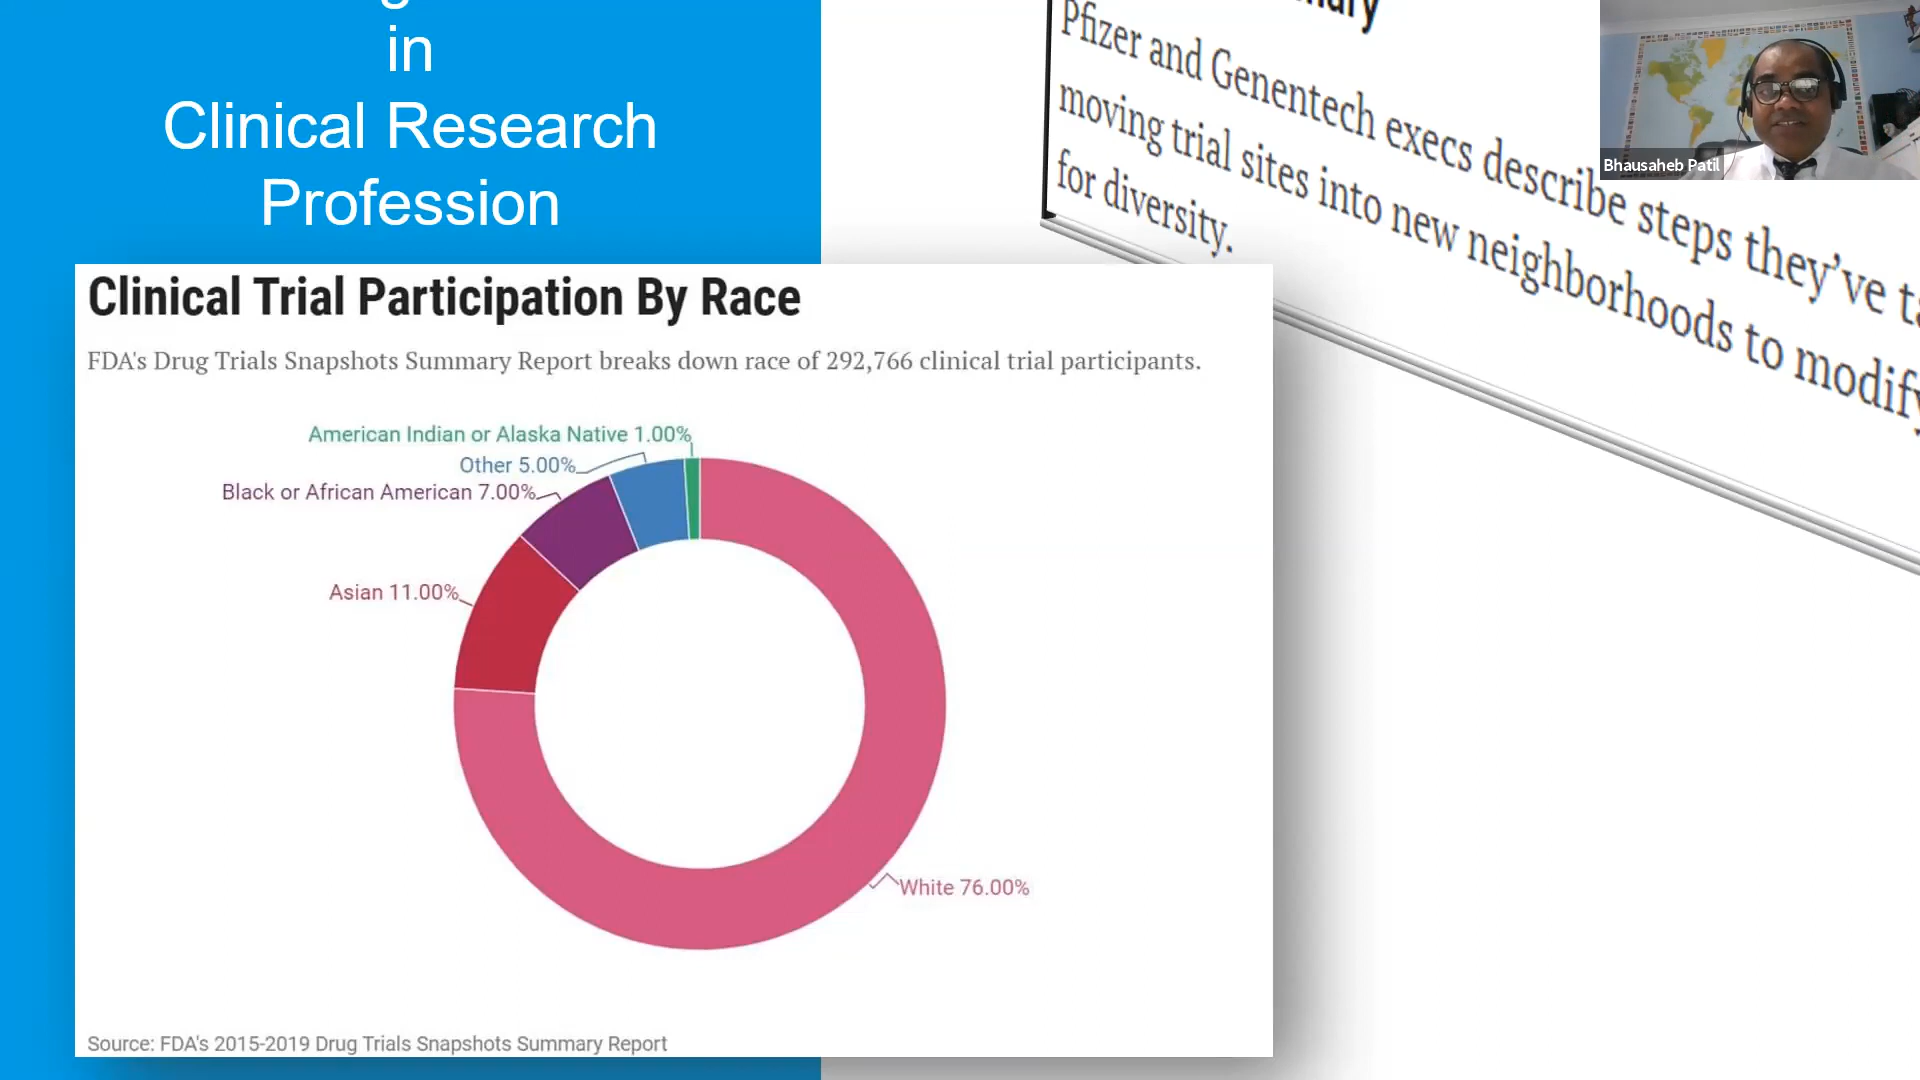 in
Clinical Research
Profession
Pfizer and Genentech execs describe steps they've
moving trial sites into new neighborhoods to modify
for diversity.
Bhausaheb Patil
Clinical Trial Participation By Race
FDA's Drug Trials Snapshots Summary Report breaks down race of 292,766 clinical trial participants.
American Indian or Alaska Native 1.00%
Other 5.00%
Black or African American 7.00%
Asian 11.00%
White 76.00%
Source: FDA's 2015-2019 Drug Trials Snapshots Summary Report